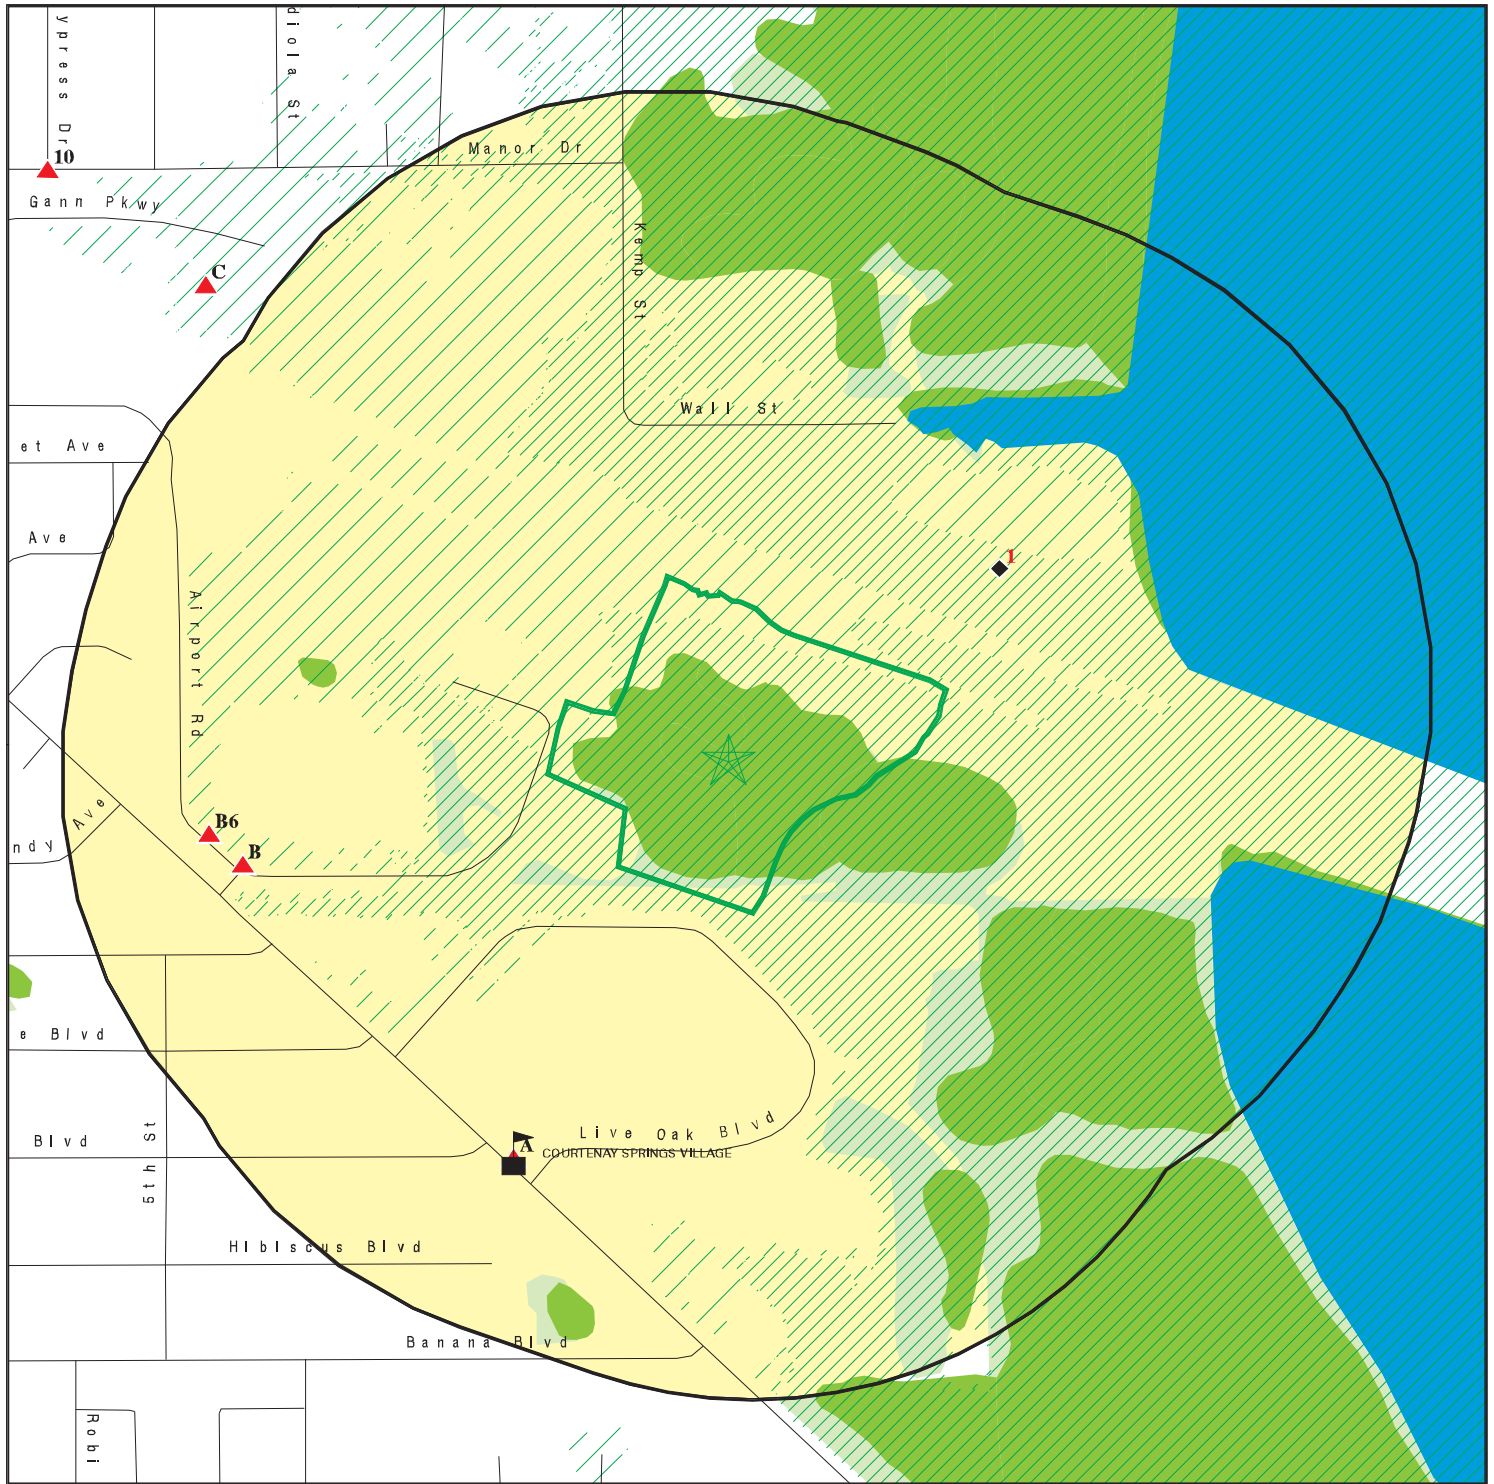 ypress Dr
diola St
Manor Dr
10
Gann Pkwy
C
Kemp St
Wall St
et Ave
Ave
1
Airport Rd
B6
B
ndy Ave
e Blvd
Blvd
5th St
Live Oak Blvd
A
COURTENAY SPRINGS VILLAGE
Hibiscus Blvd
Banana Blvd
Robi